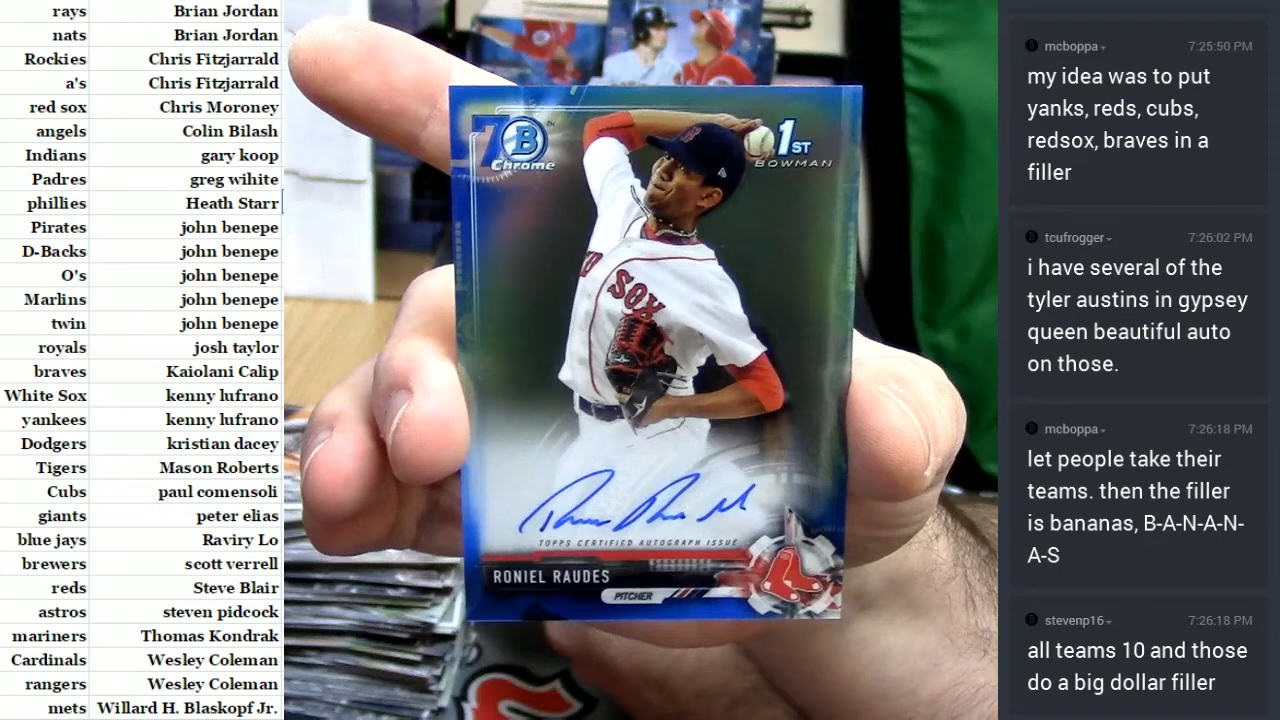 rays Brian Jordan
nats Brian Jordan
Rockies Chris Fitzjarrald
a's Chris Fitzjarrald
red sox Chris Moroney
angels Colin Bilash
Indians gary koop
Padres greg wihite
phillies Heath Starr
Pirates john benepe
D-Backs john benepe
O's john benepe
Marlins john benepe
twin john benepe
royals josh taylor
braves Kaiolani Calip
White Sox kenny lufrano
yankees kenny lufrano
Dodgers kristian dacey
Tigers Mason Roberts
Cubs paul comensoli
giants peter elias
blue jays Raviry Lo
brewers scott verrell
reds Steve Blair
astros steven pidcock
mariners Thomas Kondrak
Cardinals Wesley Coleman
rangers Wesley Coleman
mets Willard H. Blaskopf Jr.
7 B
Chrome
1ST
BOWMAN
SOX
TOPPS CERTIFIED AUTOGRAPH ISSUE
RONIEL RAUDES
PITCHER
mcboppa 7:25:50 PM
my idea was to put
yanks, reds, cubs,
redsox, braves in a
filler
tcufrogger 7:26:02 PM
i have several of the
tyler austins in gypsey
queen beautiful auto
on those.
mcboppa 7:26:18 PM
let people take their
teams. then the filler
is bananas, B-A-N-A-N-
A-S
stevenp16 7:26:18 PM
all teams 10 and those
do a big dollar filler